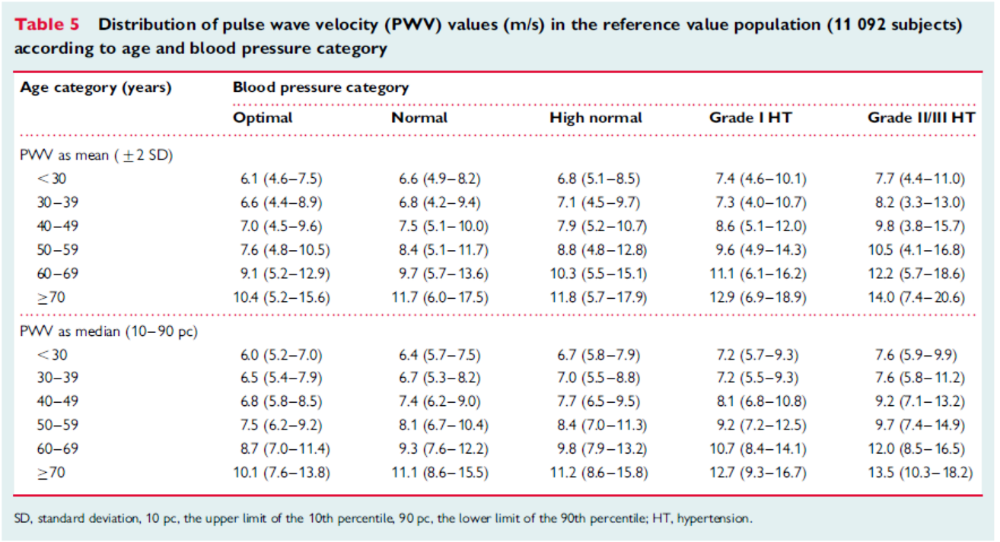 Table 5 Distribution of pulse wave velocity (PWV) values (m/s) in the reference value population (11 092 subjects)
according to age and blood pressure category
Age category (years) Blood pressure category
Optimal Normal High normal Grade I HT Grade II/III HT
PWV as mean (±2 SD)
<30 6.1 (4.6–7.5) 6.6 (4.9–8.2) 6.8 (5.1–8.5) 7.4 (4.6–10.1) 7.7 (4.4–11.0)
30–39 6.6 (4.4–8.9) 6.8 (4.2–9.4) 7.1 (4.5–9.7) 7.3 (4.0–10.7) 8.2 (3.3–13.0)
40–49 7.0 (4.5–9.6) 7.5 (5.1–10.0) 7.9 (5.2–10.7) 8.6 (5.1–12.0) 9.8 (3.8–15.7)
50–59 7.6 (4.8–10.5) 8.4 (5.1–11.7) 8.8 (4.8–12.8) 9.6 (4.9–14.3) 10.5 (4.1–16.8)
60–69 9.1 (5.2–12.9) 9.7 (5.7–13.6) 10.3 (5.5–15.1) 11.1 (6.1–16.2) 12.2 (5.7–18.6)
≥70 10.4 (5.2–15.6) 11.7 (6.0–17.5) 11.8 (5.7–17.9) 12.9 (6.9–18.9) 14.0 (7.4–20.6)
PWV as median (10–90 pc)
<30 6.0 (5.2–7.0) 6.4 (5.7–7.5) 6.7 (5.8–7.9) 7.2 (5.7–9.3) 7.6 (5.9–9.9)
30–39 6.5 (5.4–7.9) 6.7 (5.3–8.2) 7.0 (5.5–8.8) 7.2 (5.5–9.3) 7.6 (5.8–11.2)
40–49 6.8 (5.8–8.5) 7.4 (6.2–9.0) 7.7 (6.5–9.5) 8.1 (6.8–10.8) 9.2 (7.1–13.2)
50–59 7.5 (6.2–9.2) 8.1 (6.7–10.4) 8.4 (7.0–11.3) 9.2 (7.2–12.5) 9.7 (7.4–14.9)
60–69 8.7 (7.0–11.4) 9.3 (7.6–12.2) 9.8 (7.9–13.2) 10.7 (8.4–14.1) 12.0 (8.5–16.5)
≥70 10.1 (7.6–13.8) 11.1 (8.6–15.5) 11.2 (8.6–15.8) 12.7 (9.3–16.7) 13.5 (10.3–18.2)
SD, standard deviation, 10 pc, the upper limit of the 10th percentile, 90 pc, the lower limit of the 90th percentile; HT, hypertension.